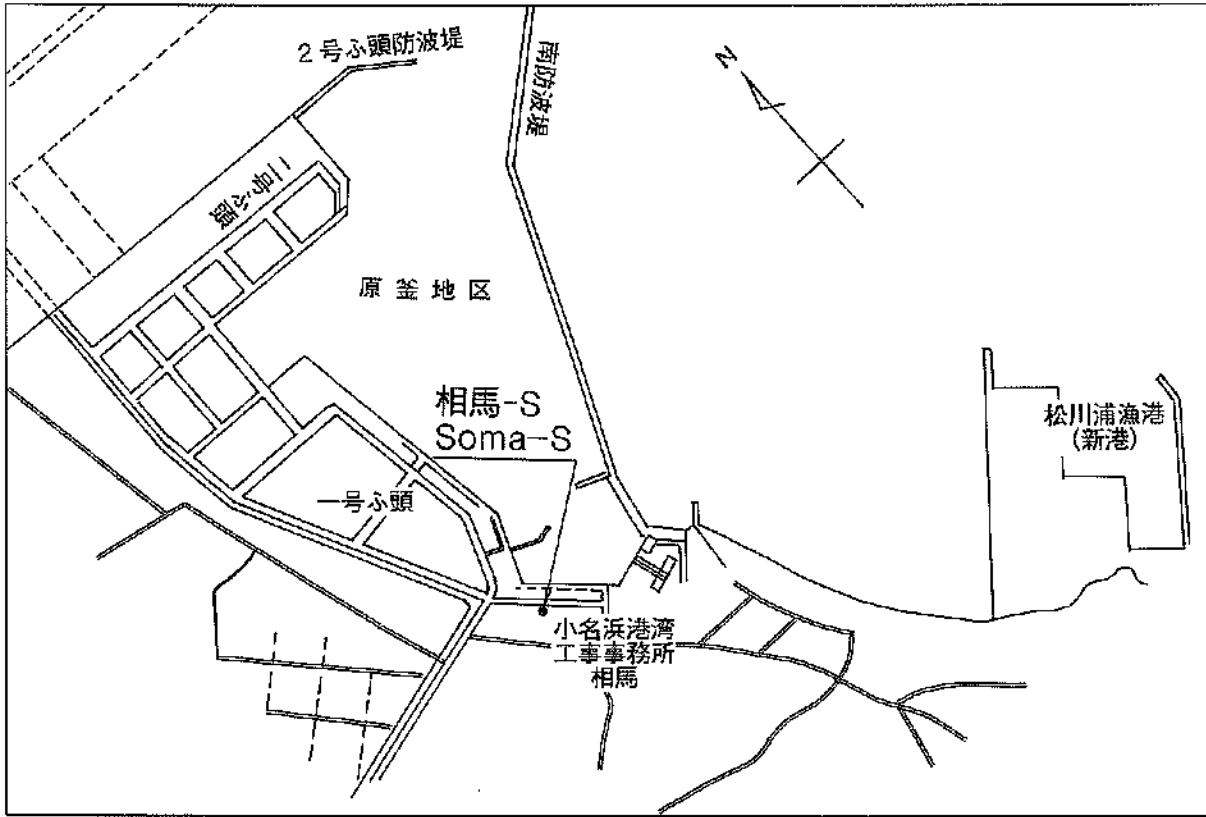 2号ふ頭防波堤
南防波堤
N
二号ふ頭
原釜地区
相馬-S
Soma-S
松川浦漁港
(新港)
一号ふ頭
小名浜港湾
工事事務所
相馬